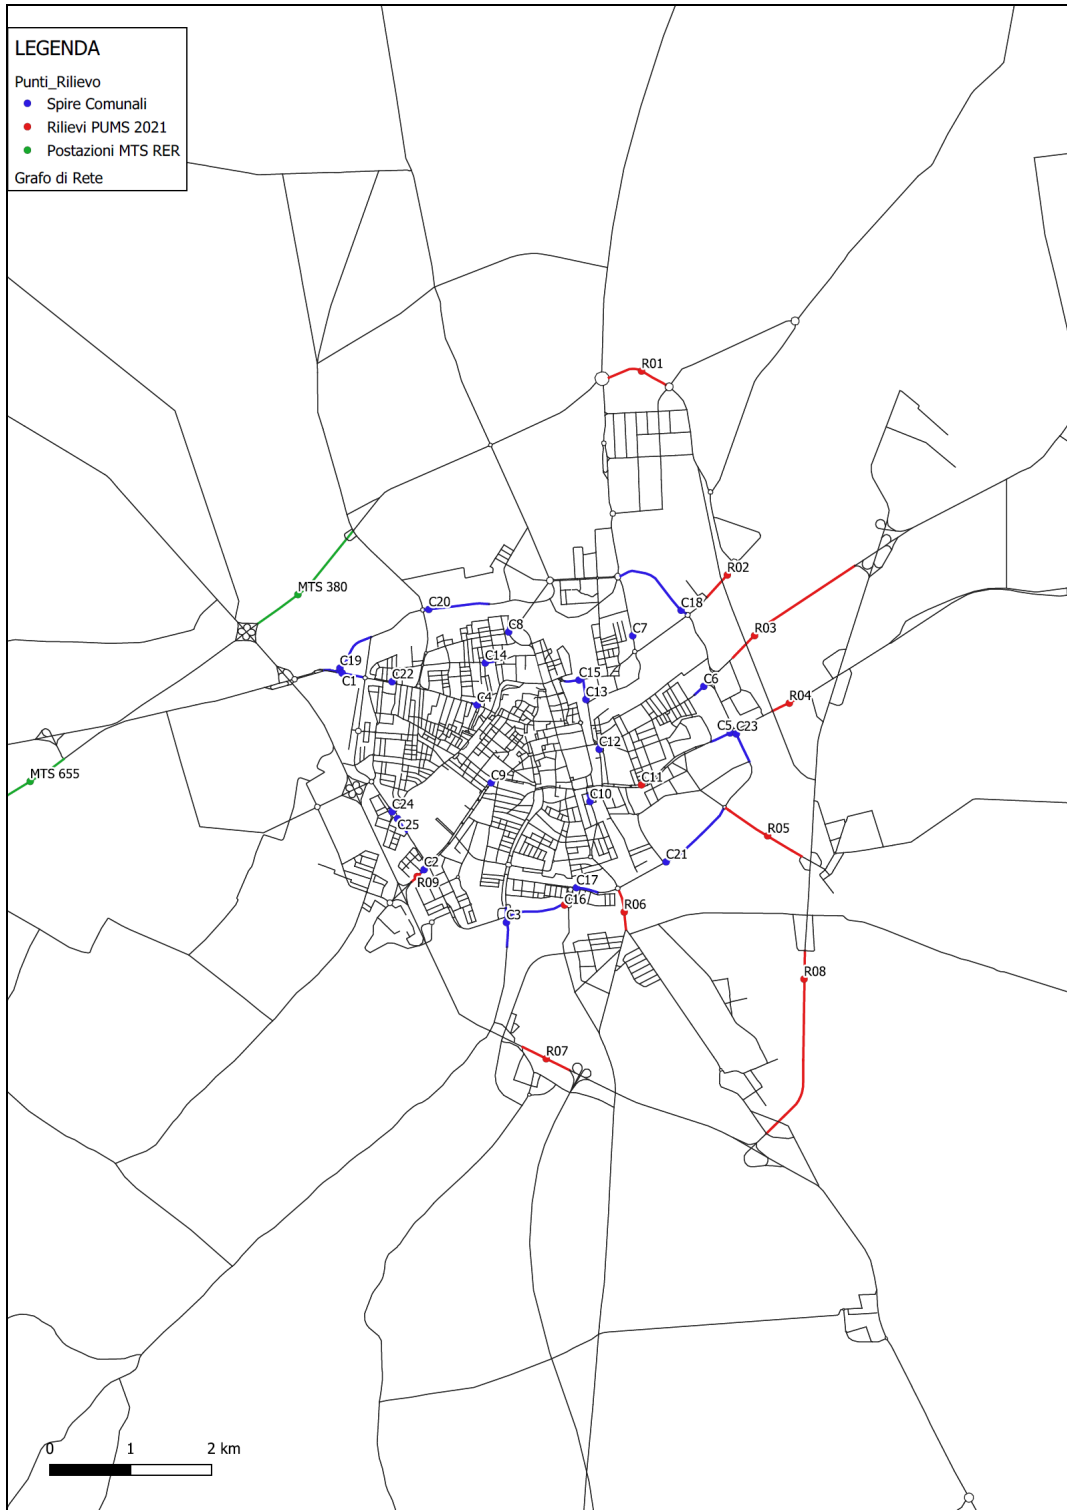 LEGENDA
Punti_Rilievo
Spire Comunali
Rilievi PUMS 2021
Postazioni MTS RER
Grafo di Rete
R01
R02
MTS 380
C20
C18
C8
C7
R03
C14
C19
C1
C22
C15
C6
C13
C4
R04
C5
C23
C12
MTS 655
C9
C11
C10
C24
C25
R05
C2
C21
R09
C17
C16
C3
R06
R08
R07
0 1 2 km